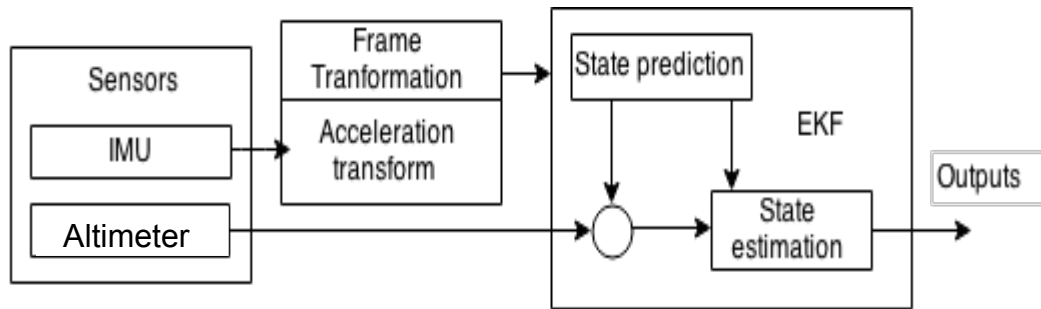 Sensors
IMU
Altimeter
Frame
Tranformation
Acceleration
transform
State prediction
EKF
State
estimation
Outputs